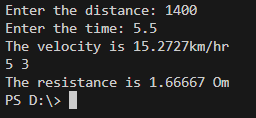 Enter the distance: 1400
Enter the time: 5.5
The velocity is 15.2727km/hr
5 3
The resistance is 1.66667 Om
PS D:\>